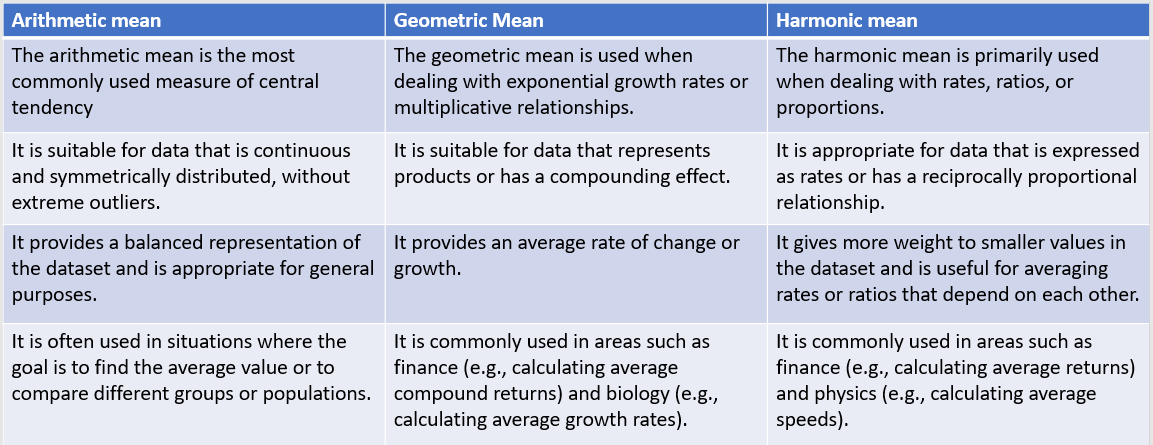 Arithmetic mean
Geometric Mean
Harmonic mean
The arithmetic mean is the most
commonly used measure of central
tendency
The geometric mean is used when
dealing with exponential growth rates or
multiplicative relationships.
The harmonic mean is primarily used
when dealing with rates, ratios, or
proportions.
It is suitable for data that is continuous
and symmetrically distributed, without
extreme outliers.
It is suitable for data that represents
products or has a compounding effect.
It is appropriate for data that is expressed
as rates or has a reciprocally proportional
relationship.
It provides a balanced representation of
the dataset and is appropriate for general
purposes.
It provides an average rate of change or
growth.
It gives more weight to smaller values in
the dataset and is useful for averaging
rates or ratios that depend on each other.
It is often used in situations where the
goal is to find the average value or to
compare different groups or populations.
It is commonly used in areas such as
finance (e.g., calculating average
compound returns) and biology (e.g.,
calculating average growth rates).
It is commonly used in areas such as
finance (e.g., calculating average returns)
and physics (e.g., calculating average
speeds).